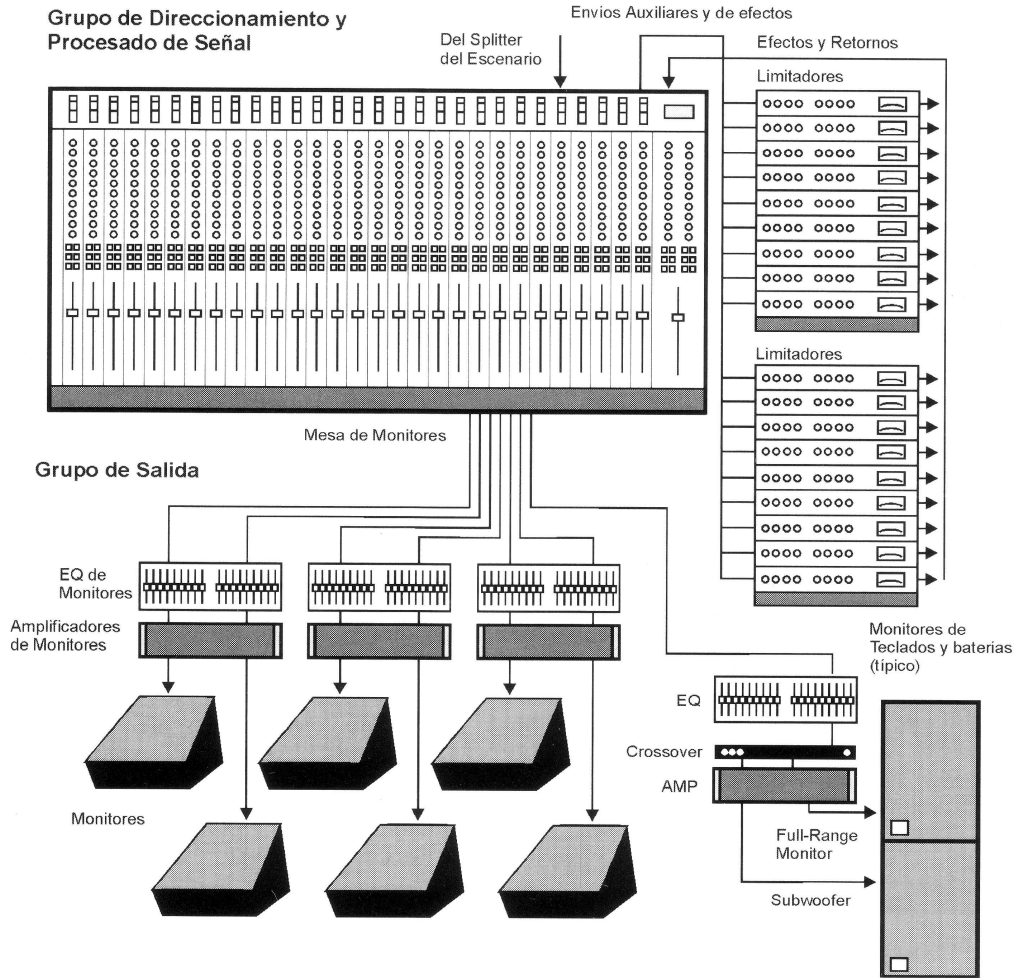 Grupo de Direccionamiento y
Procesado de Señal
Envios Auxiliares y de efectos
Del Splitter
del Escenario
Efectos y Retornos
Limitadores
Limitadores
Mesa de Monitores
Grupo de Salida
EQ de
Monitores
Amplificadores
de Monitores
Monitores
Monitores de
Teclados y baterias
(típico)
EQ
Crossover
AMP
Full-Range
Monitor
Subwoofer